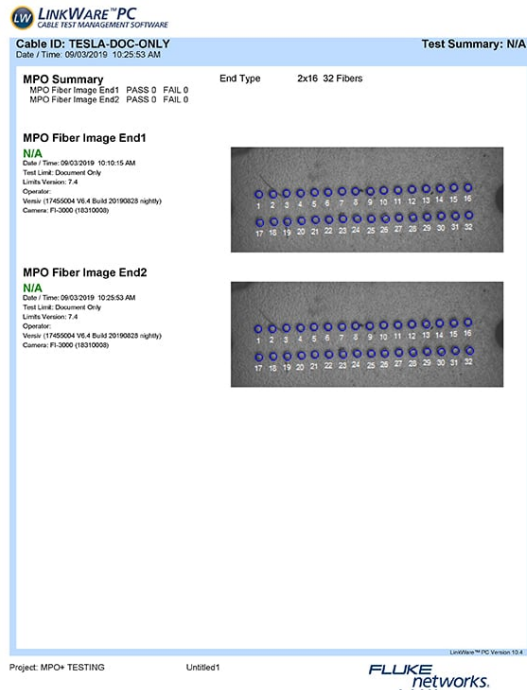 LW LINKWARE™PC
CABLE TEST MANAGEMENT SOFTWARE
Cable ID: TESLA-DOC-ONLY Test Summary: N/A
Date / Time: 09/03/2019 10:25:53 AM
MPO Summary End Type 2x16 32 Fibers
MPO Fiber Image End1 PASS 0 FAIL 0
MPO Fiber Image End2 PASS 0 FAIL 0
MPO Fiber Image End1
N/A
Date / Time: 09/03/2019 10:10:15 AM
Test Limit: Document Only
Limits Version: 7.4
Operator:
Versiv (17455004 V6.4 Build 20190828 nightly)
Camera: FI-3000 (18310008)
1 2 3 4 5 6 7 8 9 10 11 12 13 14 15 16
17 18 19 20 21 22 23 24 25 26 27 28 29 30 31 32
MPO Fiber Image End2
N/A
Date / Time: 09/03/2019 10:25:53 AM
Test Limit: Document Only
Limits Version: 7.4
Operator:
Versiv (17455004 V6.4 Build 20190828 nightly)
Camera: FI-3000 (18310008)
1 2 3 4 5 6 7 8 9 10 11 12 13 14 15 16
17 18 19 20 21 22 23 24 25 26 27 28 29 30 31 32
LinkWare™ PC Version 10.4
Project: MPO+ TESTING Untitled1
FLUKE
networks.